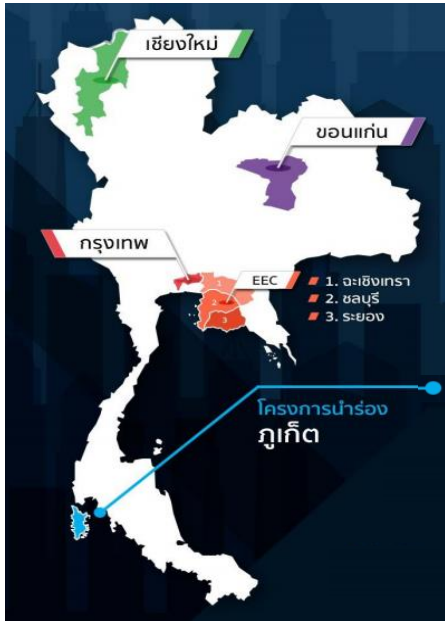 เชียงใหม่
ขอนแก่น
กรุงเทพ
EEC
1. ฉะเชิงเทรา
2. ชลบุรี
3. ระยอง
1
2
3
โครงการนำร่อง
ภูเก็ต